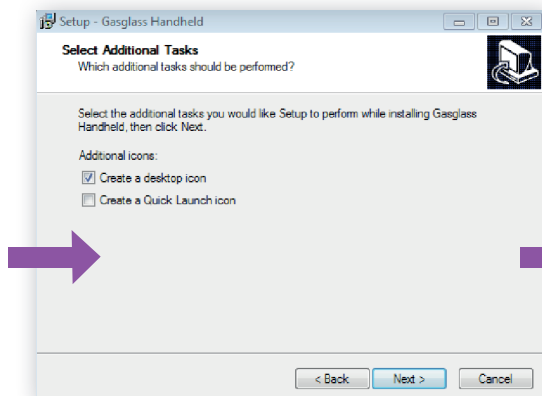 Setup - Gasglass Handheld
Select Additional Tasks
Which additional tasks should be performed?
Select the additional tasks you would like Setup to perform while installing Gasglass
Handheld, then click Next.
Additional icons:
Create a desktop icon
Create a Quick Launch icon
< Back
Next >
Cancel